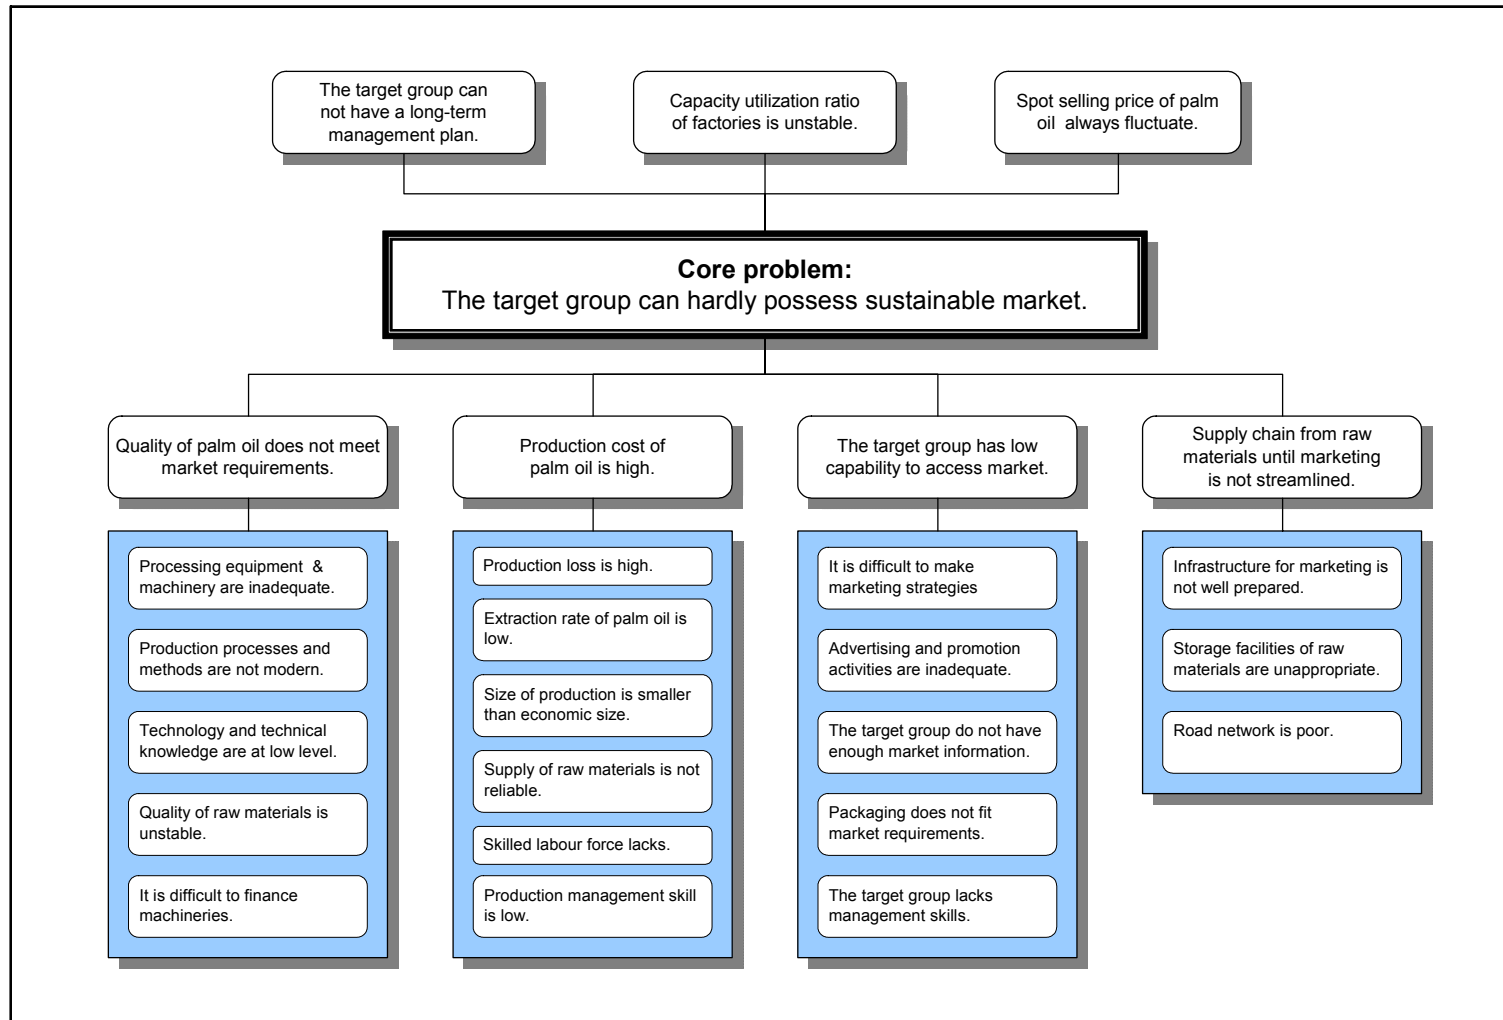 The target group can
not have a long-term
management plan.
Capacity utilization ratio
of factories is unstable.
Spot selling price of palm
oil always fluctuate.
Core problem:
The target group can hardly possess sustainable market.
Quality of palm oil does not meet
market requirements.
Production cost of
palm oil is high.
The target group has low
capability to access market.
Supply chain from raw
materials until marketing
is not streamlined.
Processing equipment &
machinery are inadequate.
Production processes and
methods are not modern.
Technology and technical
knowledge are at low level.
Quality of raw materials is
unstable.
It is difficult to finance
machineries.
Production loss is high.
Extraction rate of palm oil is
low.
Size of production is smaller
than economic size.
Supply of raw materials is not
reliable.
Skilled labour force lacks.
Production management skill
is low.
It is difficult to make
marketing strategies
Advertising and promotion
activities are inadequate.
The target group do not have
enough market information.
Packaging does not fit
market requirements.
The target group lacks
management skills.
Infrastructure for marketing is
not well prepared.
Storage facilities of raw
materials are unappropriate.
Road network is poor.